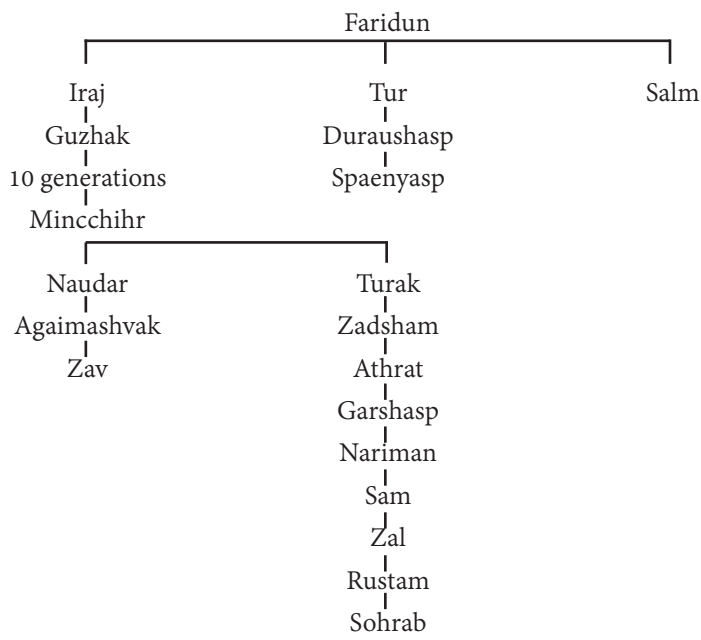 Faridun
Iraj Tur Salm
Guzhak Duraushasp
10 generations Spaenyasp
Mincchihr
Naudar Turak
Agaimashvak Zadsham
Zav Athrat
Garshasp
Nariman
Sam
Zal
Rustam
Sohrab